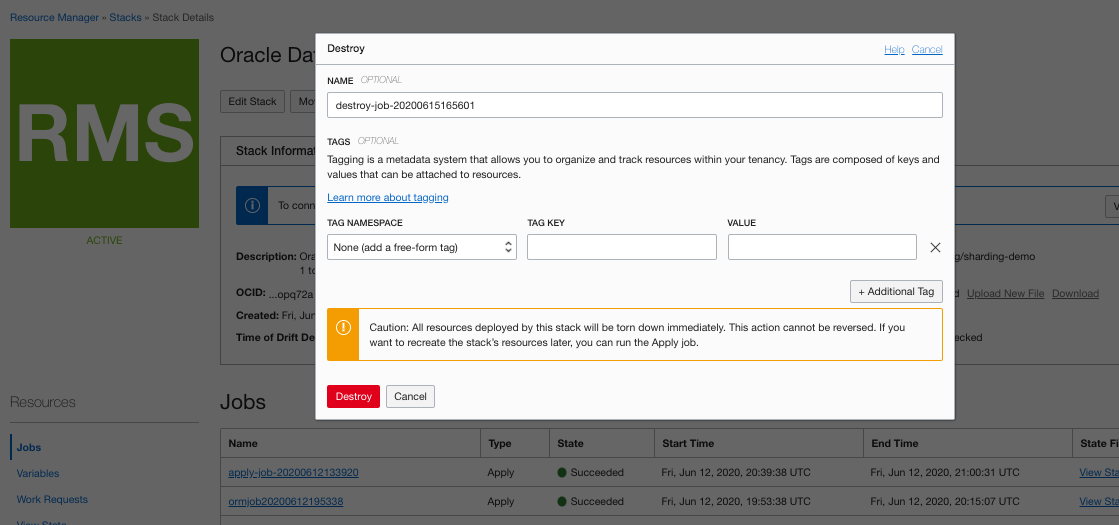 Resource Manager » Stacks » Stack Details
RMS
ACTIVE
Oracle Da
Edit Stack
Mo
Stack Informat
To conn
Description: Ora
1 to
g/sharding-demo
OCID: ...opq72a
d Upload New File Download
Created: Fri, Jun
Time of Drift De
ecked
Destroy
Help Cancel
NAME OPTIONAL
destroy-job-20200615165601
TAGS OPTIONAL
Tagging is a metadata system that allows you to organize and track resources within your tenancy. Tags are composed of keys and
values that can be attached to resources.
Learn more about tagging
TAG NAMESPACE TAG KEY VALUE
None (add a free-form tag)
+ Additional Tag
Caution: All resources deployed by this stack will be torn down immediately. This action cannot be reversed. If you
want to recreate the stack's resources later, you can run the Apply job.
Destroy Cancel
Resources
Jobs
Variables
Work Requests
Jobs
Name Type State Start Time End Time State Fi
apply-job-20200612133920 Apply Succeeded Fri, Jun 12, 2020, 20:39:38 UTC Fri, Jun 12, 2020, 21:00:31 UTC View Sta
ormjob20200612195338 Apply Succeeded Fri, Jun 12, 2020, 19:53:38 UTC Fri, Jun 12, 2020, 20:15:07 UTC View Sta